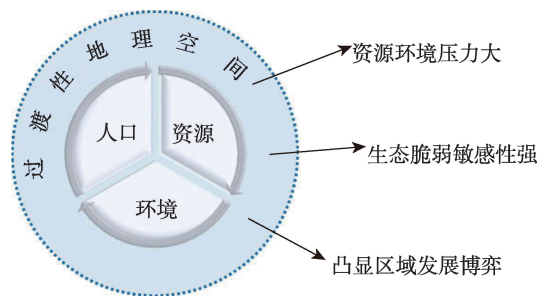 过渡性地理空间
人口
资源
环境
资源环境压力大
生态脆弱敏感性强
凸显区域发展博弈